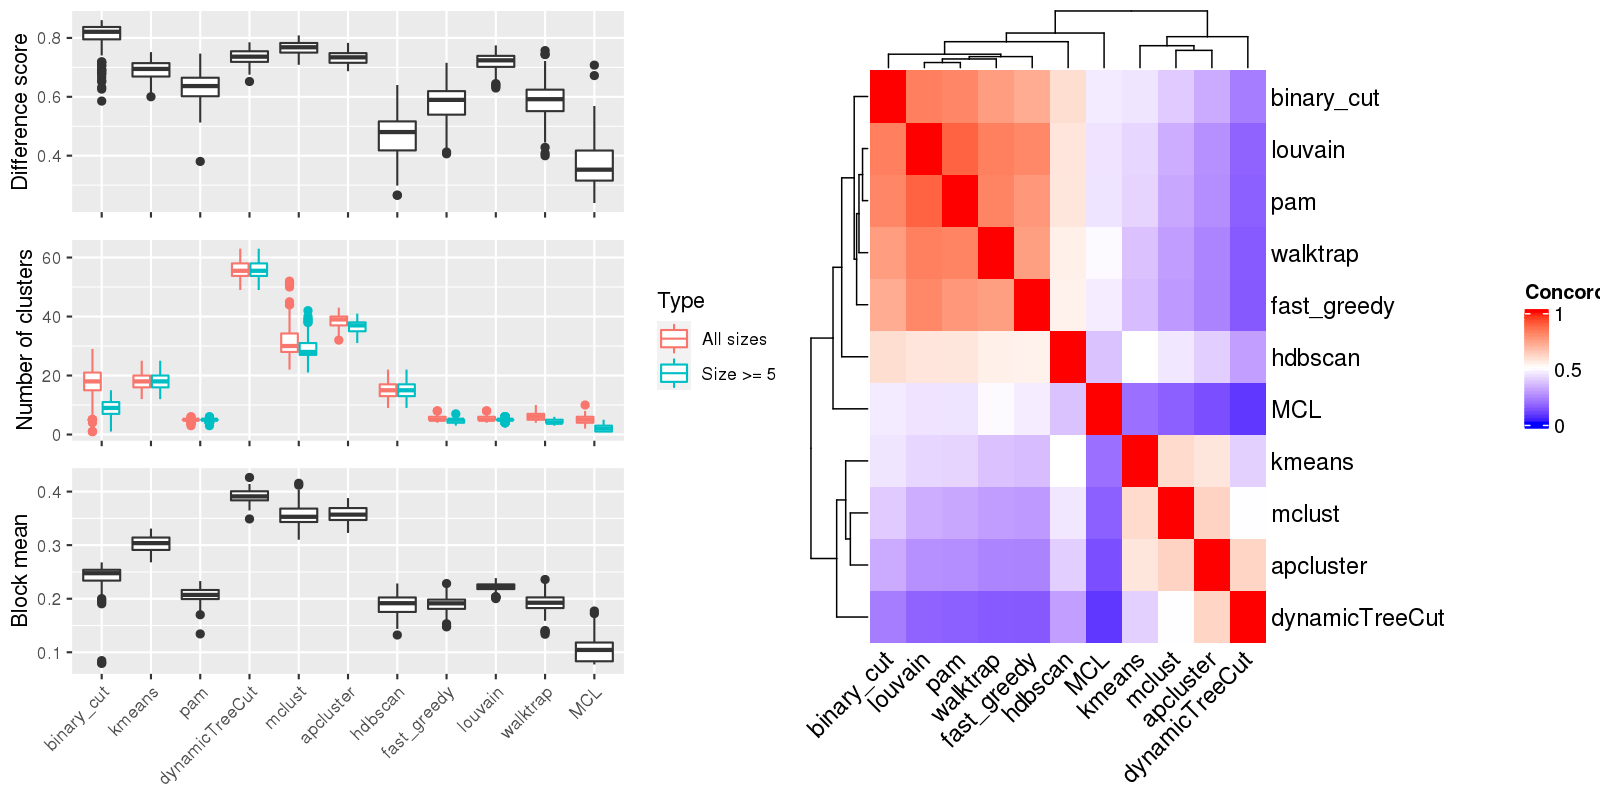 Difference score
0.8
0.6
0.4
Number of clusters
60
40
20
0
Block mean
0.4
0.3
0.2
0.1
binary_cut
kmeans
pam
dynamicTreeCut
mclust
apcluster
hdbscan
fast_greedy
louvain
walktrap
MCL
Type
All sizes
Size >= 5
binary_cut
louvain
pam
walktrap
fast_greedy
hdbscan
MCL
kmeans
mclust
apcluster
dynamicTreeCut
binary_cut
louvain
pam
walktrap
fast_greedy
hdbscan
MCL
kmeans
mclust
apcluster
dynamicTreeCut
Concor
1
0.5
0